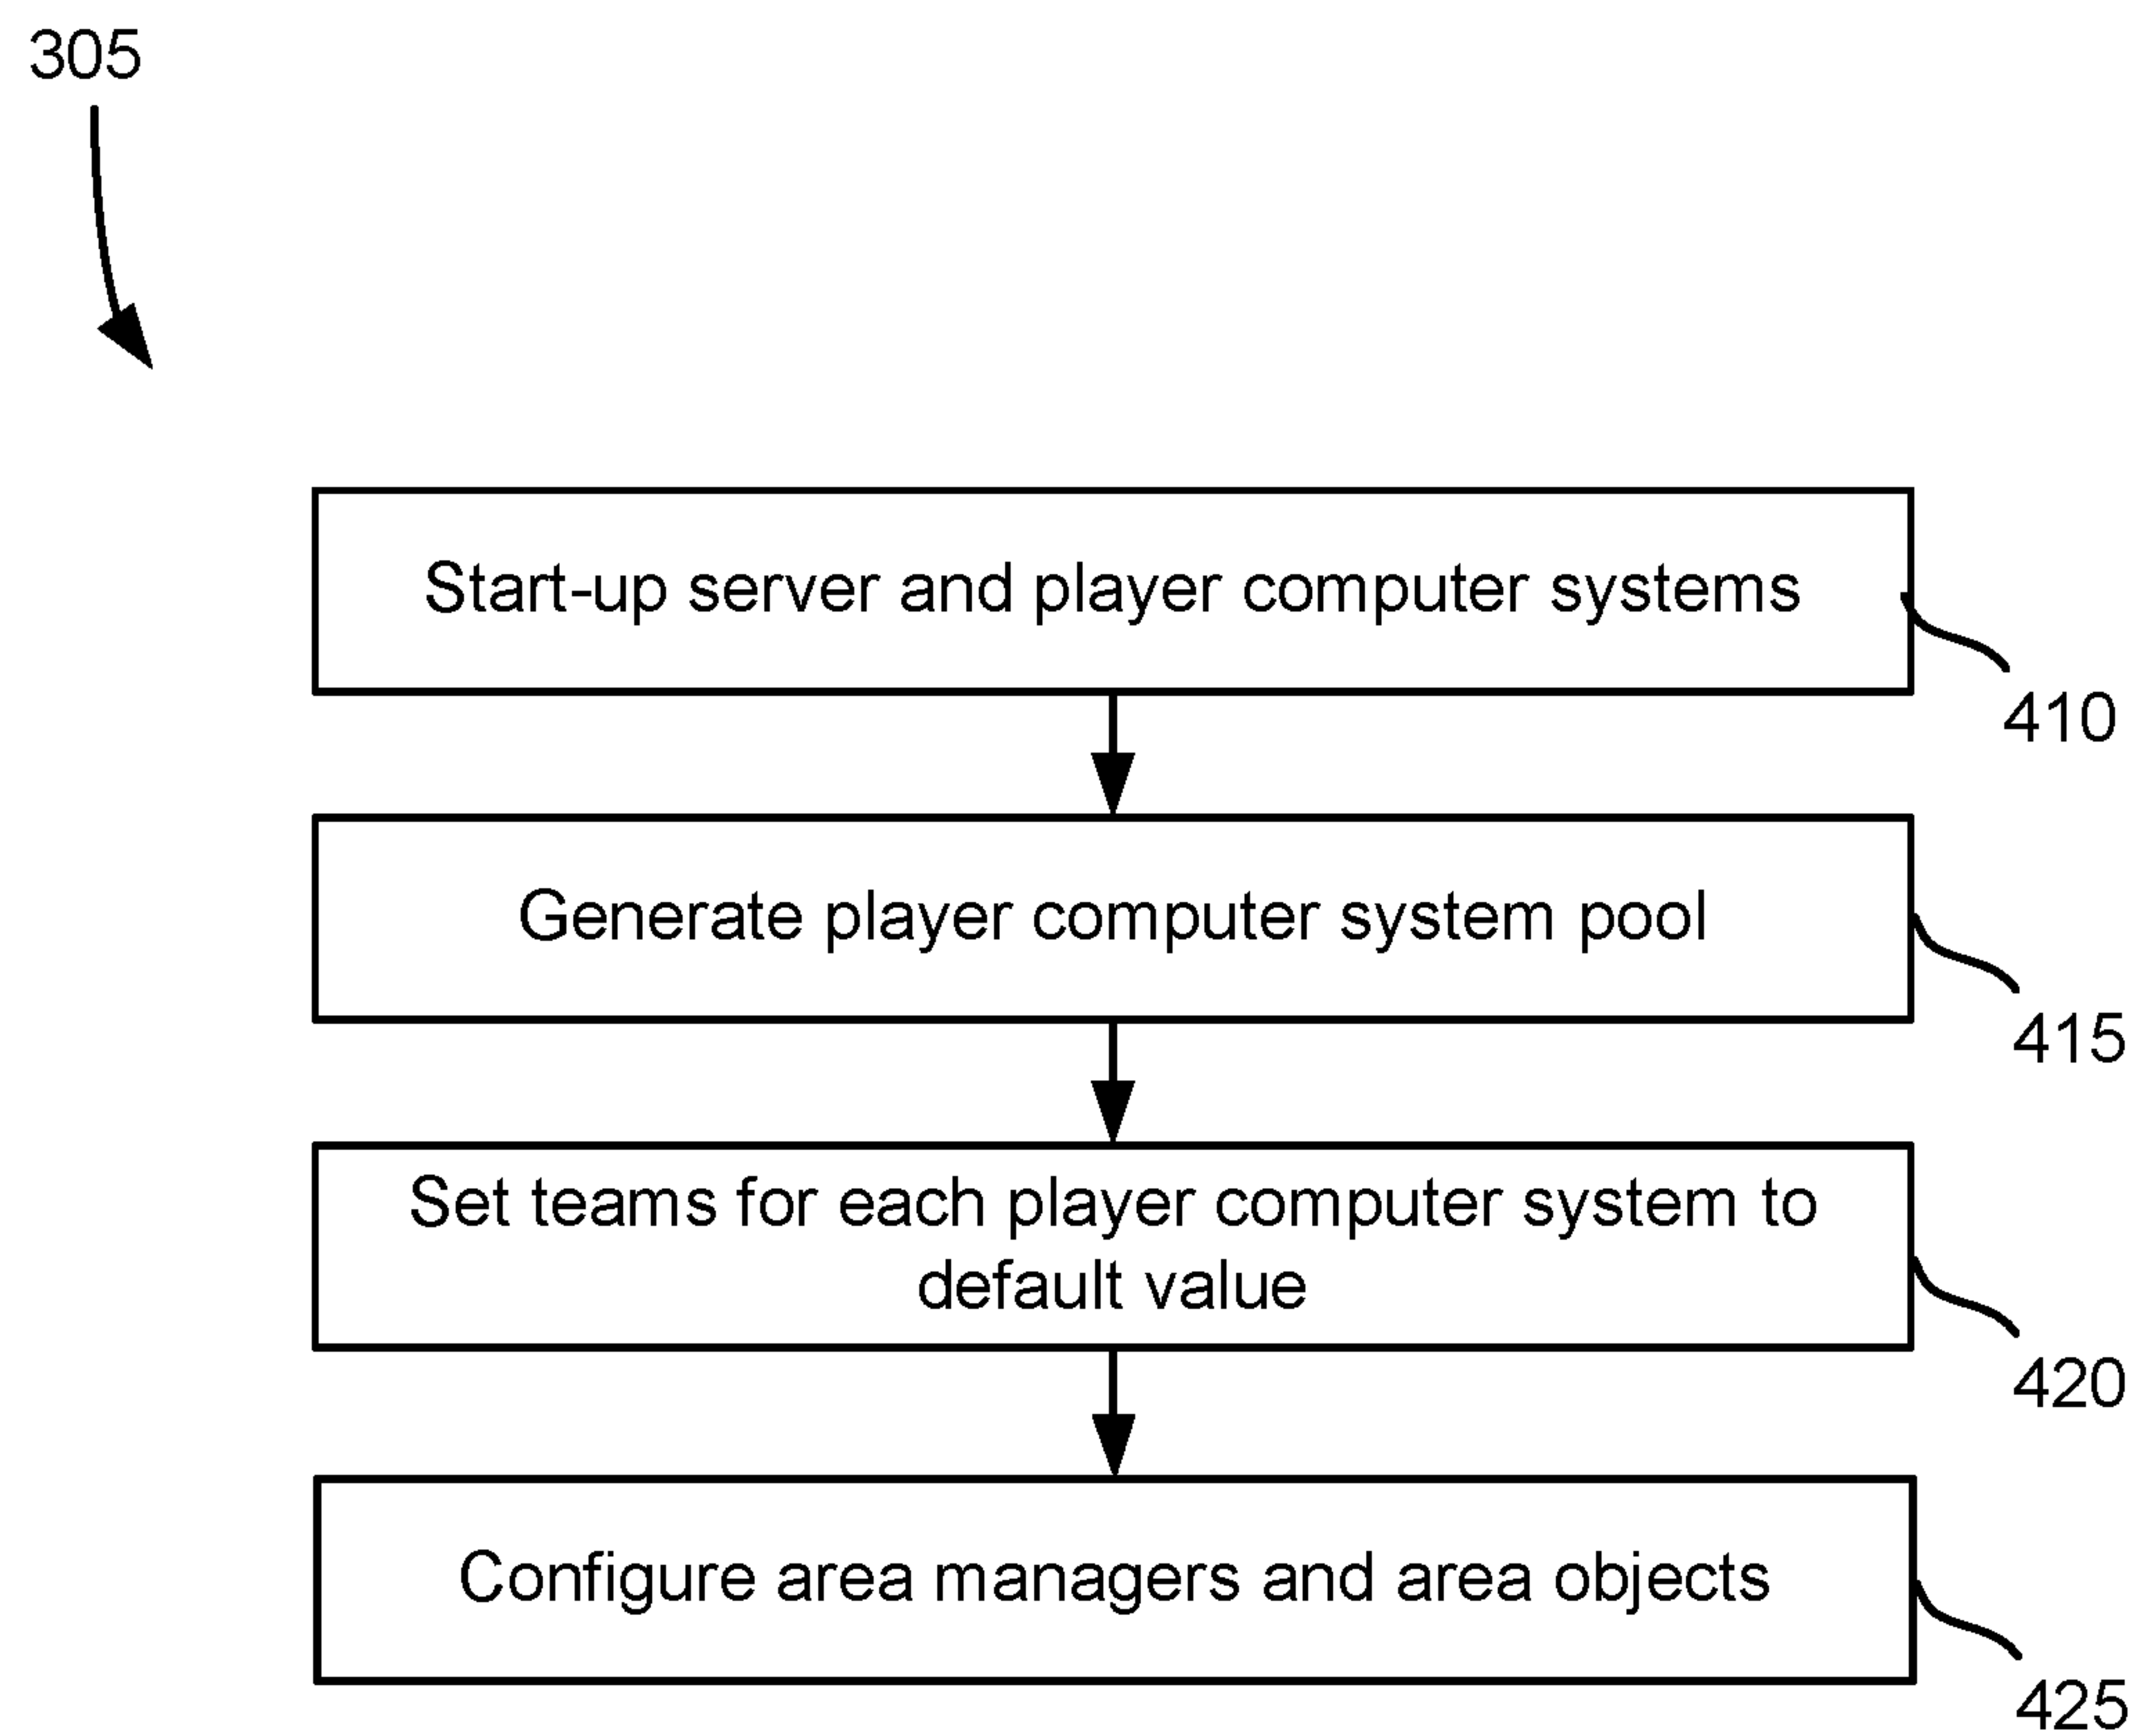 305
Start-up server and player computer systems
410
Generate player computer system pool
415
Set teams for each player computer system to
default value
420
Configure area managers and area objects
425